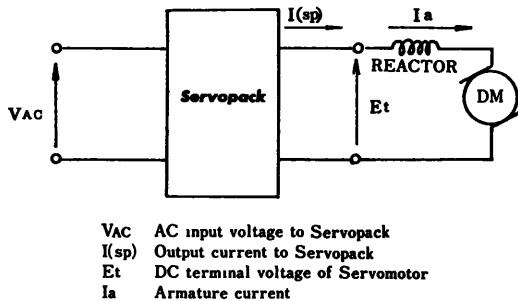 I(sp)
Ia
REACTOR
Servopack
DM
VAC
Et
VAC AC input voltage to Servopack
I(sp) Output current to Servopack
Et DC terminal voltage of Servomotor
Ia Armature current